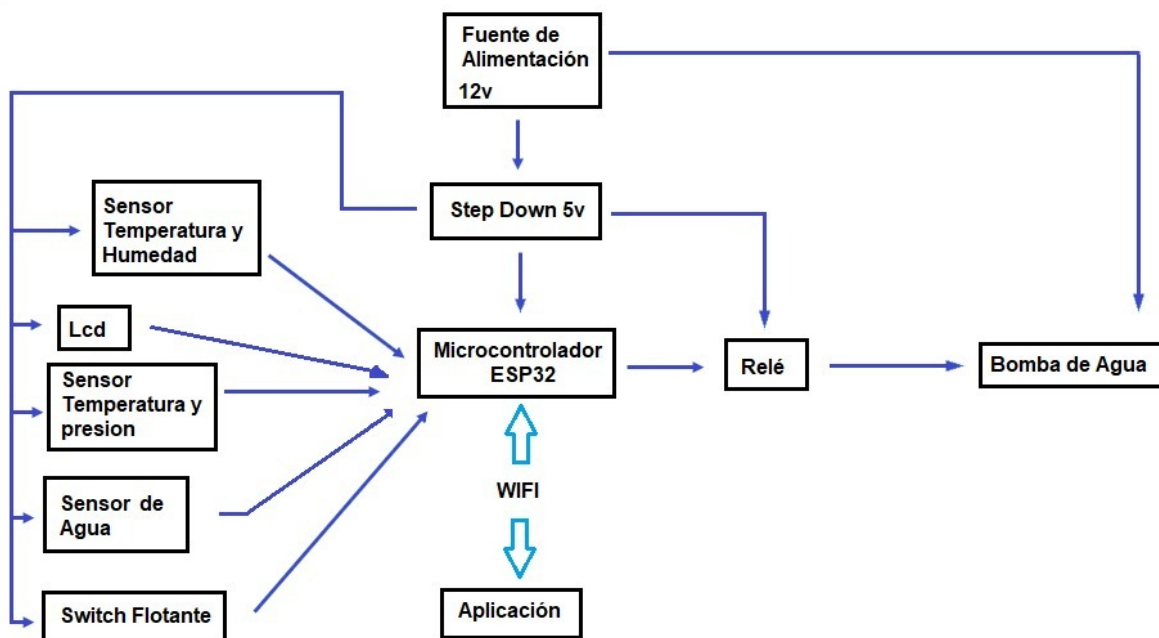 Fuente de
Alimentación
12v
Step Down 5v
Sensor
Temperatura y
Humedad
Lcd
Microcontrolador
ESP32
Relé
Bomba de Agua
Sensor
Temperatura y
presion
Sensor de
Agua
WIFI
Switch Flotante
Aplicación